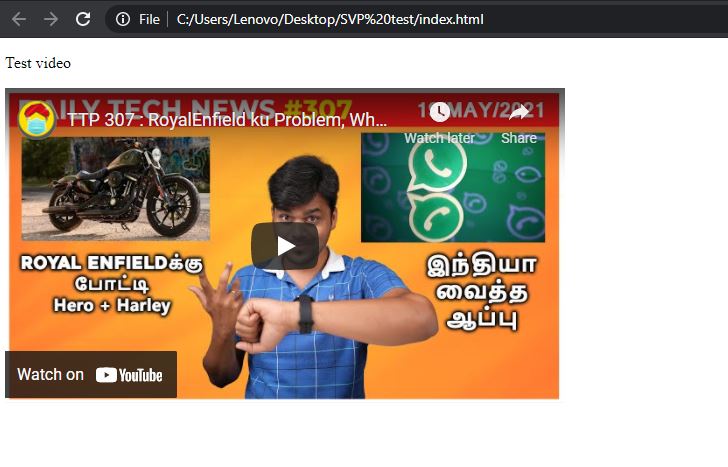 File | C:/Users/Lenovo/Desktop/SVP%20test/index.html
Test video
DAILY TECH NEWS #307
19/MAY/2021
TTP 307 : RoyalEnfield ku Problem, Wh...
Watch later
Share
ROYAL ENFIELDக்கு
போட்டி
Hero + Harley
இந்தியா
வைத்த
ஆப்பு
Watch on YouTube